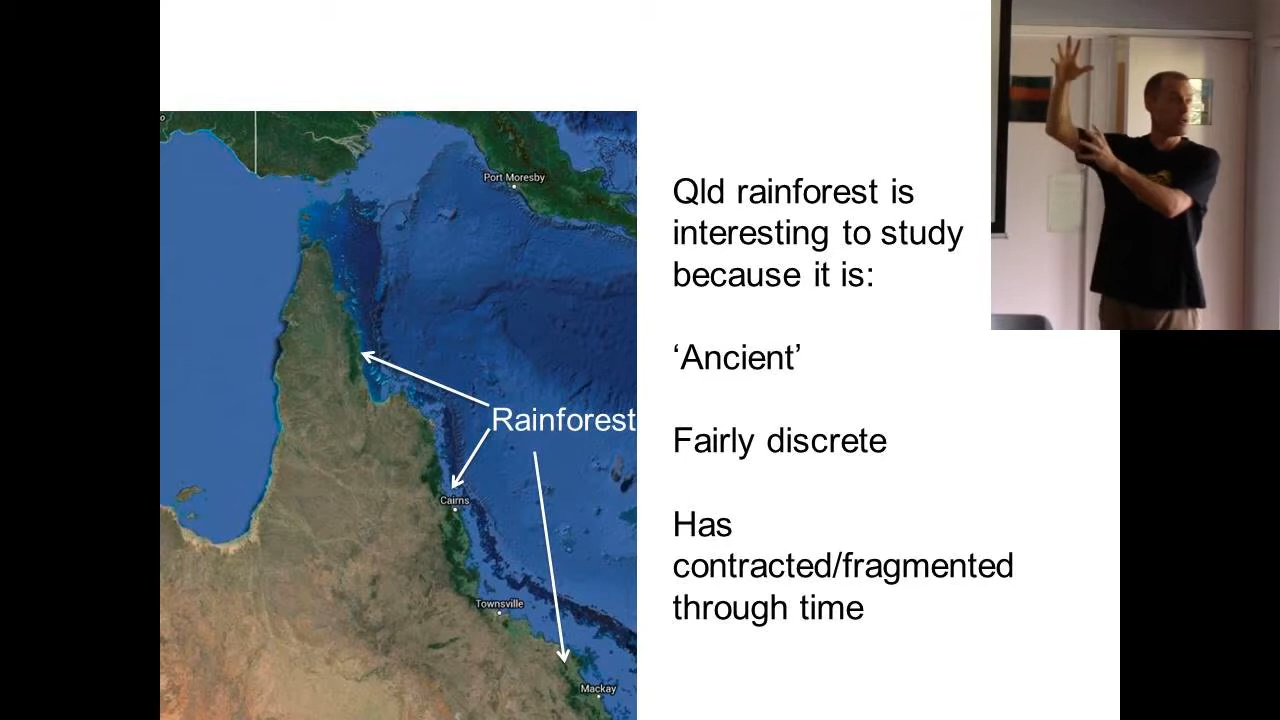 Port Moresby
Rainforest
Cairns
Townsville
Mackay
Qld rainforest is
interesting to study
because it is:
‘Ancient’
Fairly discrete
Has
contracted/fragmented
through time